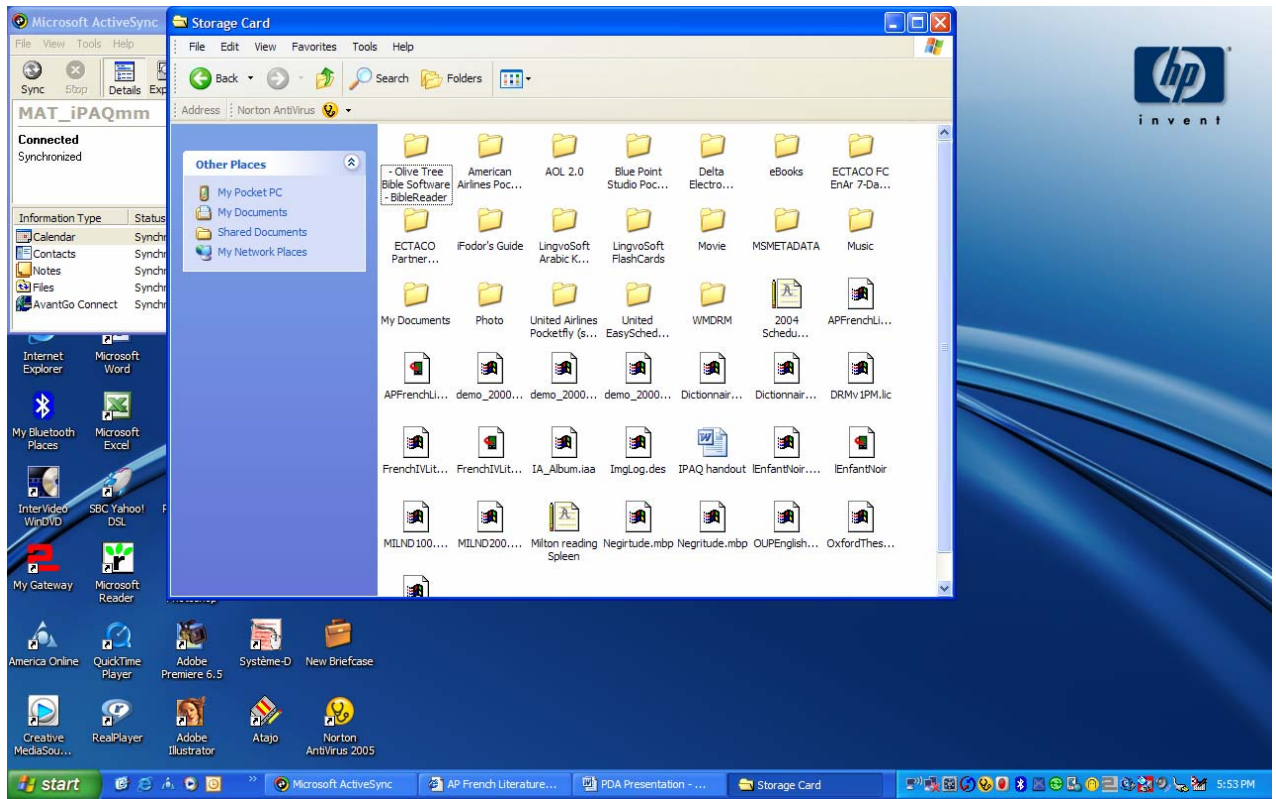 Microsoft ActiveSync
File View Tools Help
Sync Stop Details Exp
MAT_iPAQmm
Connected
Synchronized
Information Type Status
Calendar Synchr
Contacts Synchr
Notes Synchr
Files Synchr
AvantGo Connect Synchr
Storage Card
File Edit View Favorites Tools Help
Back Search Folders
Address Norton AntiVirus
Other Places
My Pocket PC
My Documents
Shared Documents
My Network Places
- Olive Tree Bible Software - BibleReader
American Airlines Poc...
AOL 2.0
Blue Point Studio Poc...
Delta Electro...
eBooks
ECTACO FC EnAr 7-Da...
ECTACO Partner...
iFodor's Guide
LingvoSoft Arabic K...
LingvoSoft FlashCards
Movie
MSMETADATA
Music
My Documents
Photo
United Airlines Pocketfly (s...
United EasySched...
WMDRM
2004 Schedu...
APFrenchLi...
APFrenchLi...
demo_2000...
demo_2000...
demo_2000...
Dictionnair...
Dictionnair...
DRMv1PM.lic
FrenchIVLit...
FrenchIVLit...
IA_Album.iaa
ImgLog.des
IPAQ handout
lEnfantNoir....
lEnfantNoir
MILND100....
MILND200....
Milton reading Spleen
Negirtude.mbp
Negritude.mbp
OUPEnglish...
OxfordThes...
hp
invent
Internet Explorer
Microsoft Word
My Bluetooth Places
Microsoft Excel
InterVideo WinDVD
SBC Yahoo! DSL
My Gateway
Microsoft Reader
America Online
QuickTime Player
Adobe Premiere 6.5
Système-D
New Briefcase
Creative MediaSou...
RealPlayer
Adobe Illustrator
Atajo
Norton AntiVirus 2005
start
Microsoft ActiveSync
AP French Literature...
PDA Presentation - ...
Storage Card
5:53 PM